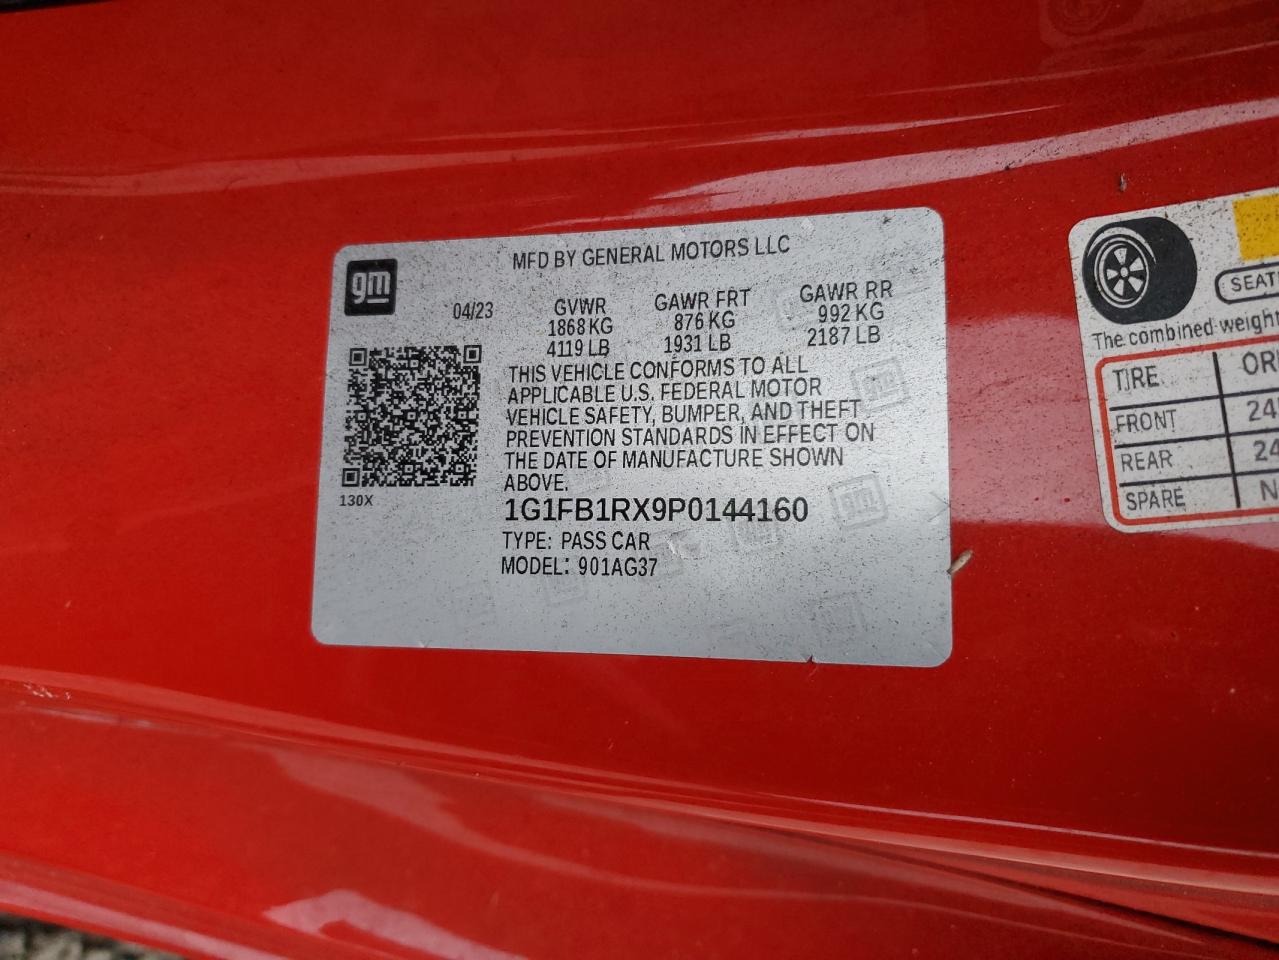 MFD BY GENERAL MOTORS LLC
gm
04/23
GVWR GAWR FRT GAWR RR
1868 KG 876 KG 992 KG
4119 LB 1931 LB 2187 LB
THIS VEHICLE CONFORMS TO ALL
APPLICABLE U.S. FEDERAL MOTOR
VEHICLE SAFETY, BUMPER, AND THEFT
PREVENTION STANDARDS IN EFFECT ON
THE DATE OF MANUFACTURE SHOWN
ABOVE.
130X
1G1FB1RX9P0144160
TYPE: PASS CAR
MODEL: 901AG37
SEAT
The combined weight
TIRE OR
FRONT 24
REAR 24
SPARE N